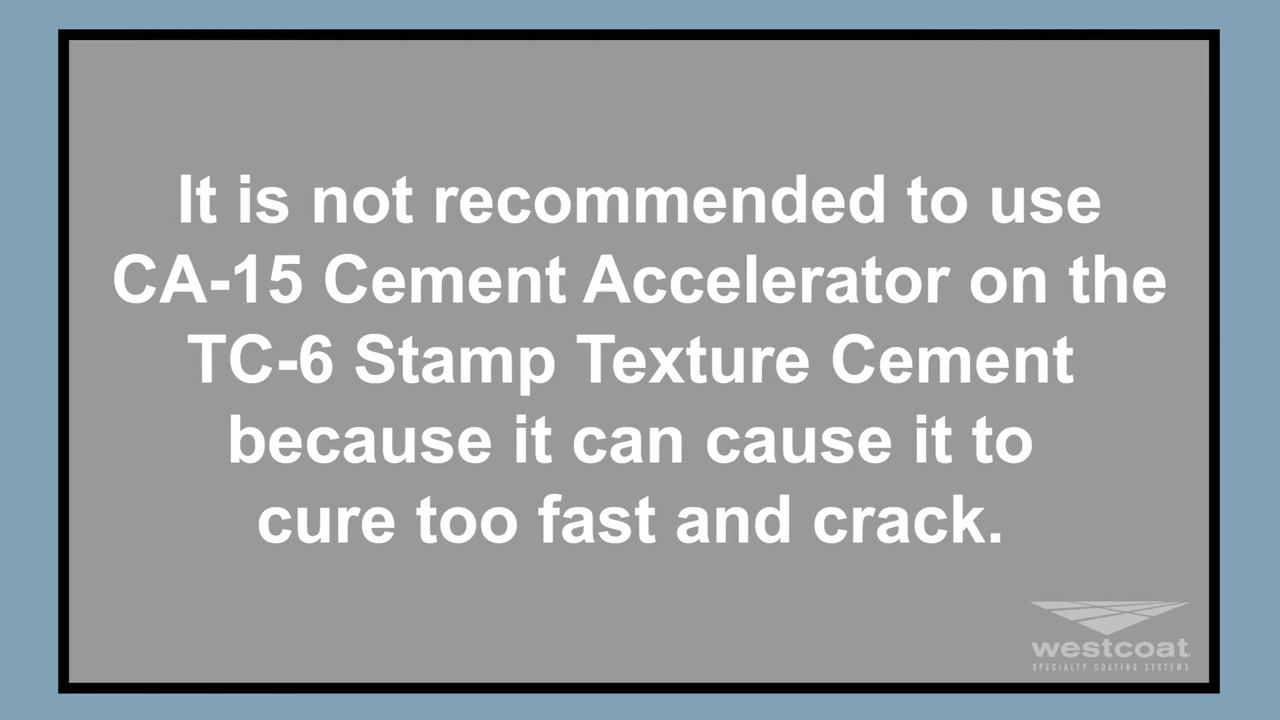 It is not recommended to use
CA-15 Cement Accelerator on the
TC-6 Stamp Texture Cement
because it can cause it to
cure too fast and crack.
westcoat
SPECIALTY COATING SYSTEMS